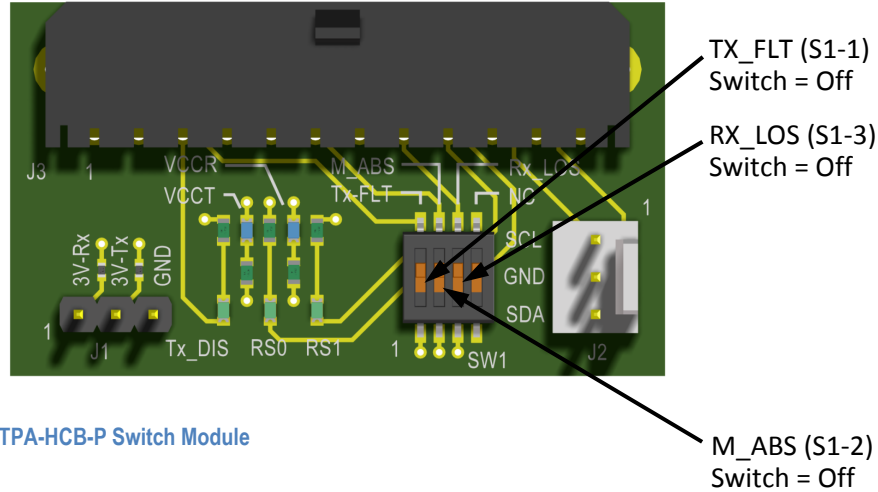 TX_FLT (S1-1)
Switch = Off
RX_LOS (S1-3)
Switch = Off
J3
1
VCCR
M_ABS
Rx_LOS
VCCT
Tx-FLT
NC
1
3V-Rx
3V-Tx
GND
SCL
GND
SDA
1
J1
Tx_DIS
RS0
RS1
1
SW1
J2
TPA-HCB-P Switch Module
M_ABS (S1-2)
Switch = Off